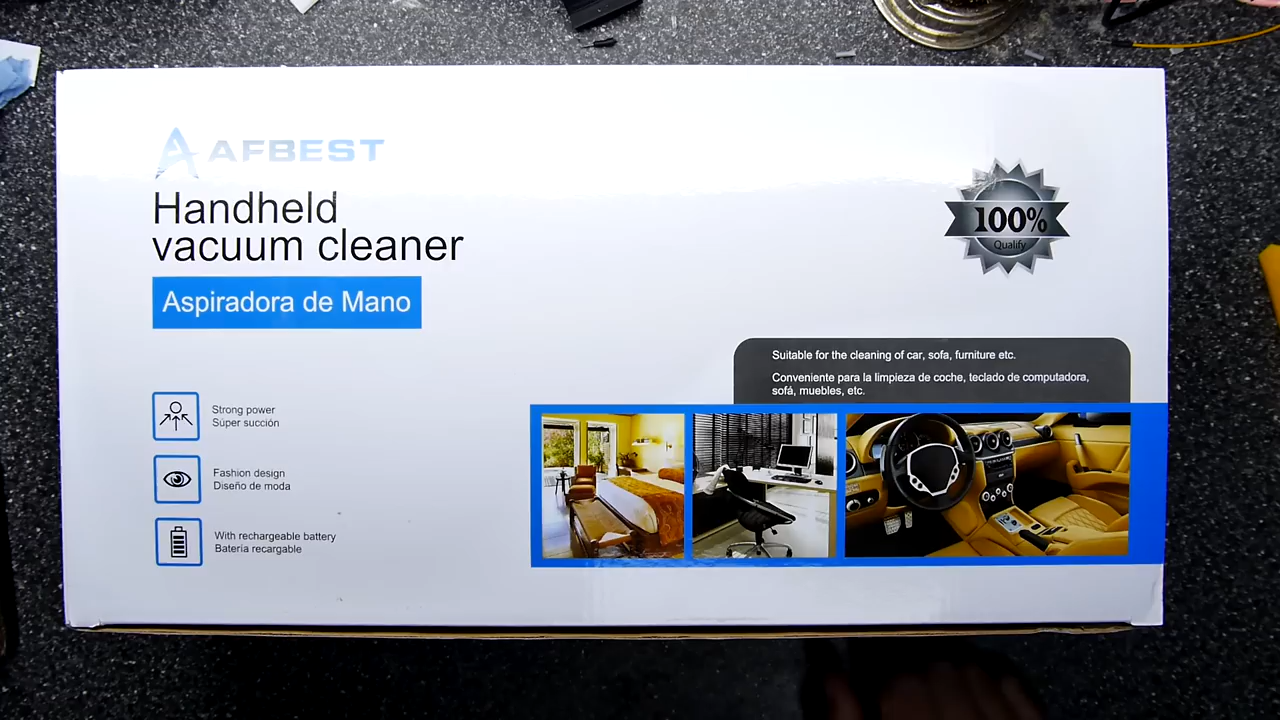 AFBEST
Handheld
vacuum cleaner
Aspiradora de Mano
100%
Qualify
Suitable for the cleaning of car, sofa, furniture etc.
Conveniente para la limpieza de coche, teclado de computadora,
sofá, muebles, etc.
Strong power
Súper succión
Fashion design
Diseño de moda
With rechargeable battery
Batería recargable